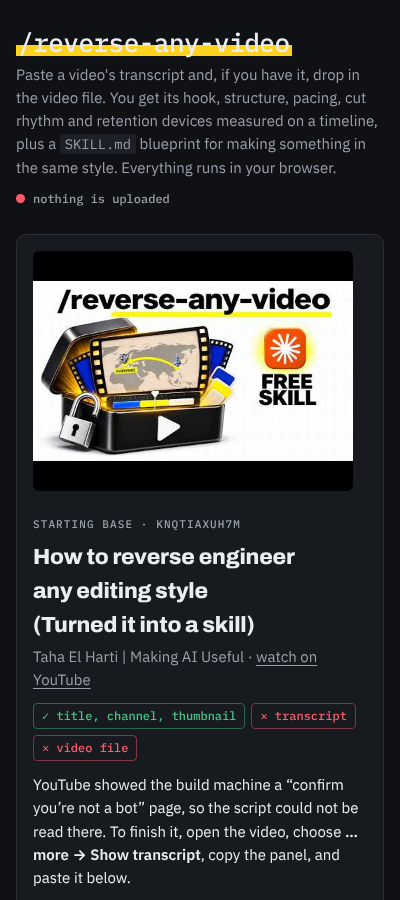 /reverse-any-video
Paste a video's transcript and, if you have it, drop in
the video file. You get its hook, structure, pacing, cut
rhythm and retention devices measured on a timeline,
plus a SKILL.md blueprint for making something in
the same style. Everything runs in your browser.
nothing is uploaded
/reverse-any-video
FREE
SKILL
STARTING BASE · KNQTIAXUH7M
How to reverse engineer
any editing style
(Turned it into a skill)
Taha El Harti | Making AI Useful · watch on
YouTube
✓ title, channel, thumbnail × transcript
× video file
YouTube showed the build machine a “confirm
you’re not a bot” page, so the script could not be
read there. To finish it, open the video, choose …
more → Show transcript, copy the panel, and
paste it below.